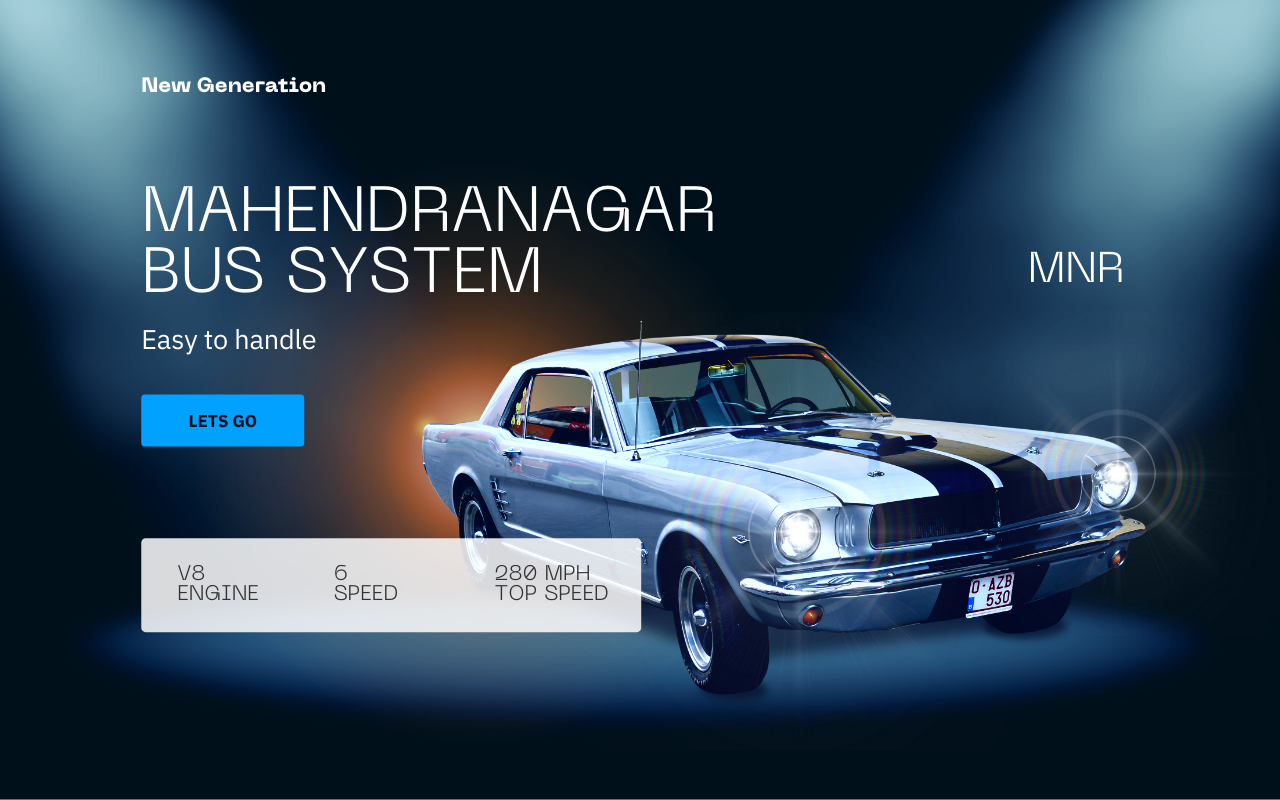 New Generation
MAHENDRANAGAR
BUS SYSTEM
MNR
Easy to handle
LETS GO
V8
ENGINE
6
SPEED
280 MPH
TOP SPEED
O·AZB
530